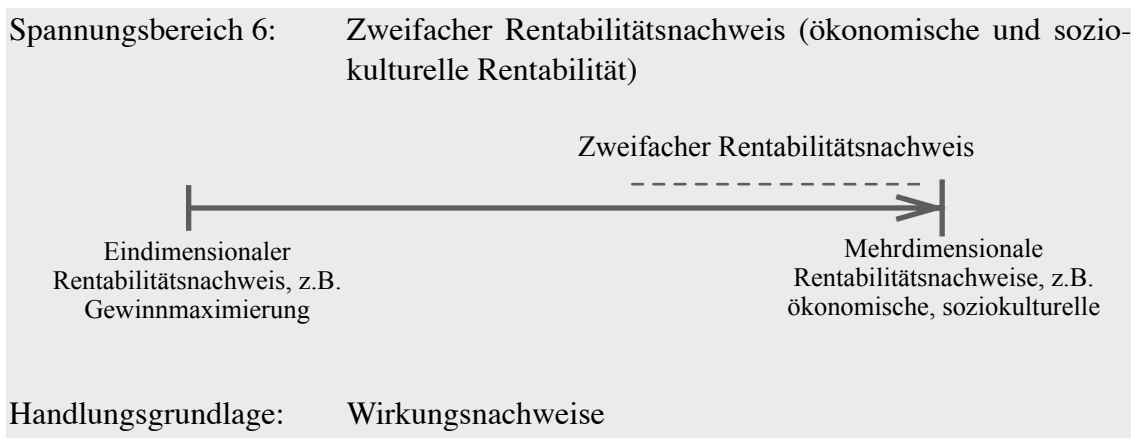 Spannungsbereich 6: Zweifacher Rentabilitätsnachweis (ökonomische und sozio-
kulturelle Rentabilität)
Zweifacher Rentabilitätsnachweis
Eindimensionaler
Rentabilitätsnachweis, z.B.
Gewinnmaximierung
Mehrdimensionale
Rentabilitätsnachweise, z.B.
ökonomische, soziokulturelle
Handlungsgrundlage: Wirkungsnachweise